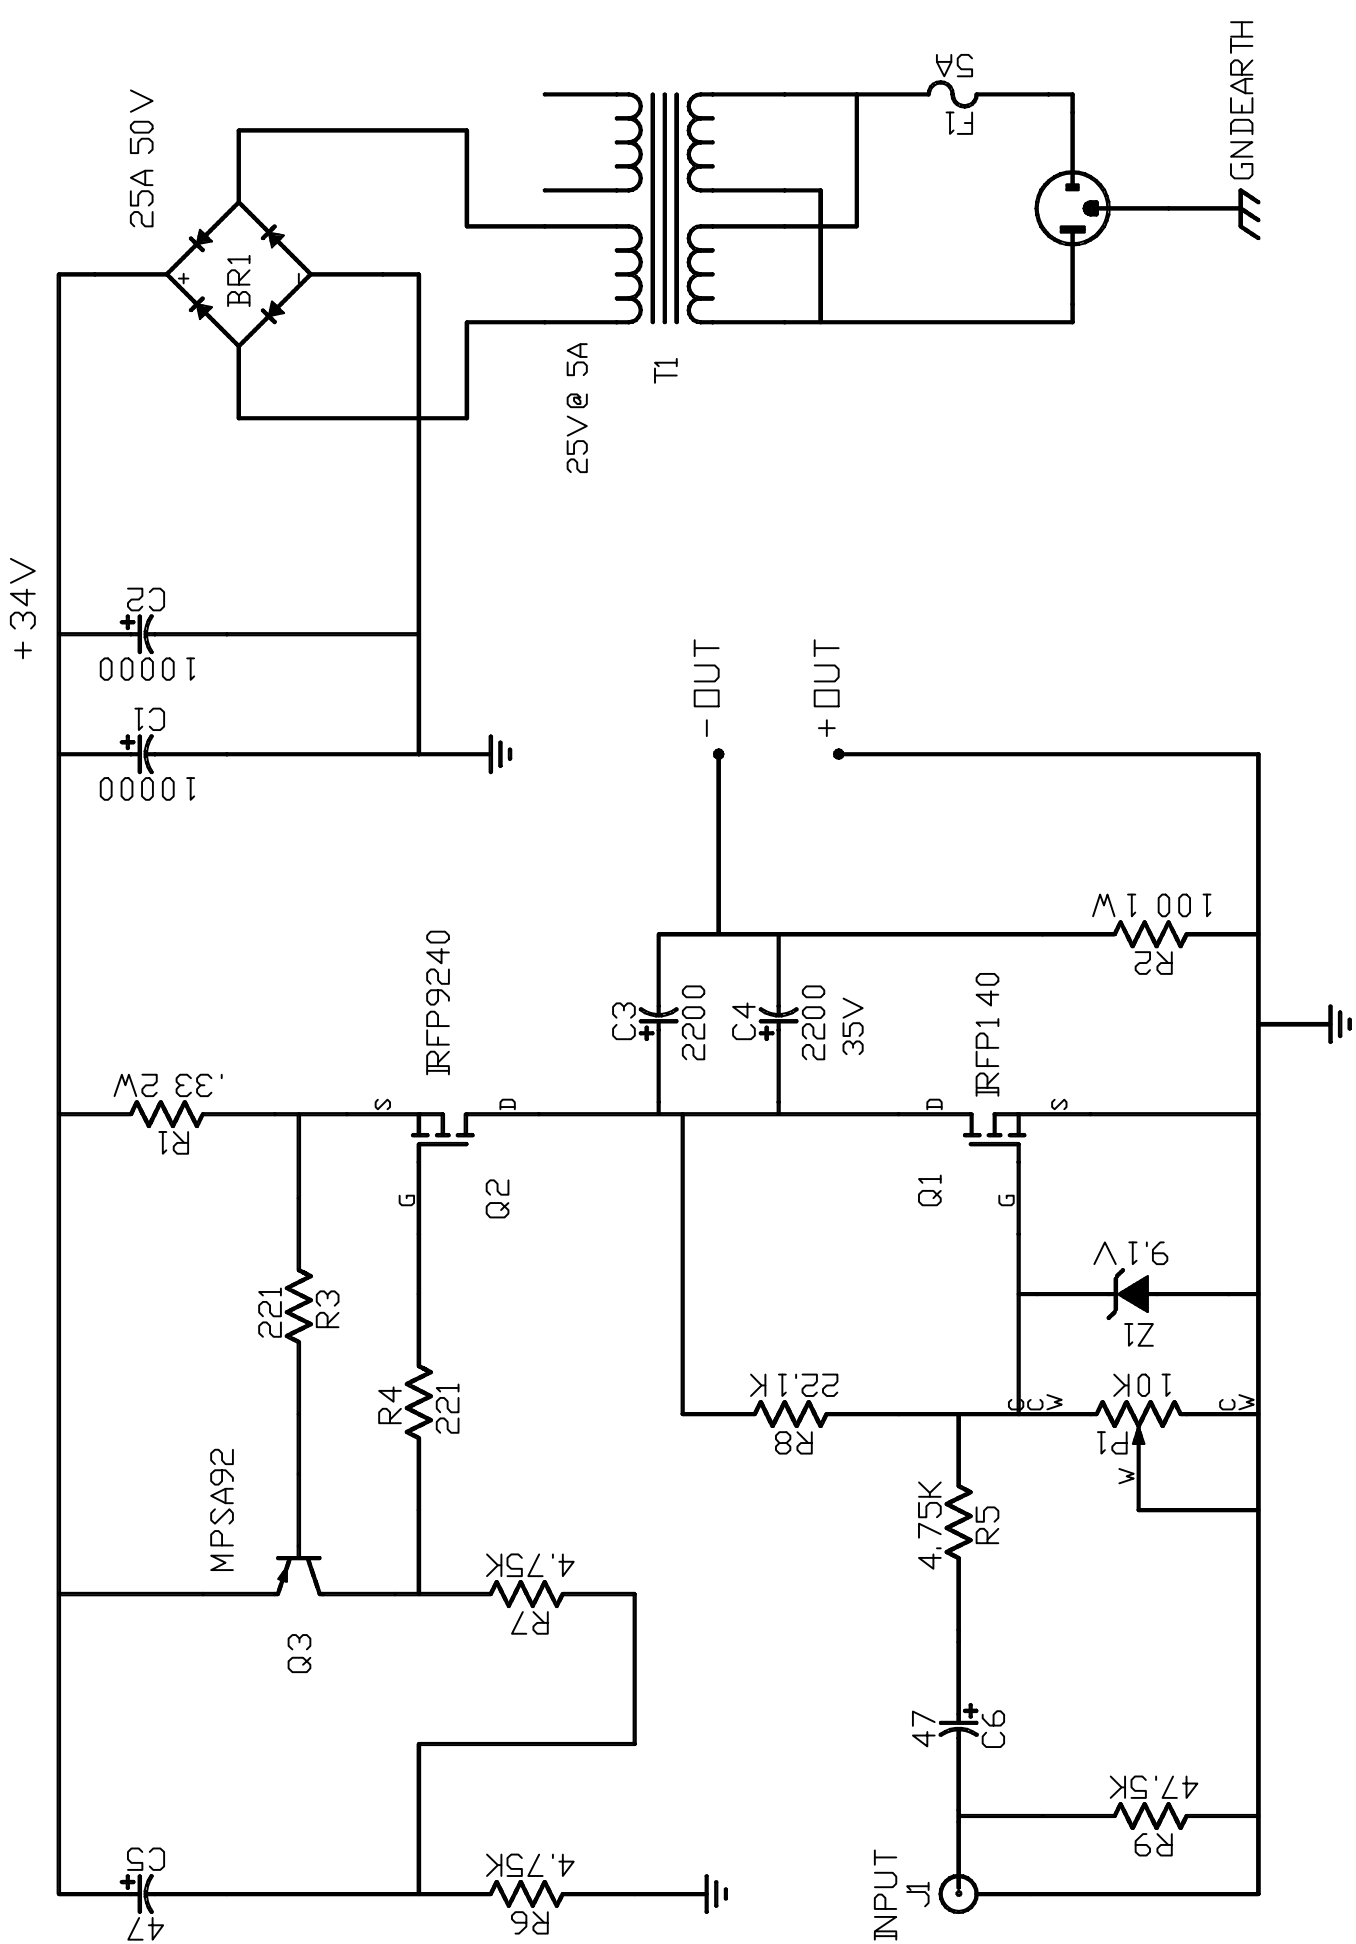 +34V
25A 50V
+
BR1
-
C2
10000
C1
10000
25V@ 5A
T1
5A
F1
GNDEARTH
-OUT
+OUT
.33 2W
R1
IRFP9240
S
D
G
Q2
221
R3
R4
221
MPSA92
Q3
4.75K
R7
C5
47
4.75K
R6
C3
2200
C4
2200
35V
100 1W
R2
IRFP140
D
S
G
Q1
9.1V
Z1
22.1K
R8
CCW
10K
P1
W
CW
4.75K
R5
47
C6
47.5K
R9
INPUT
J1